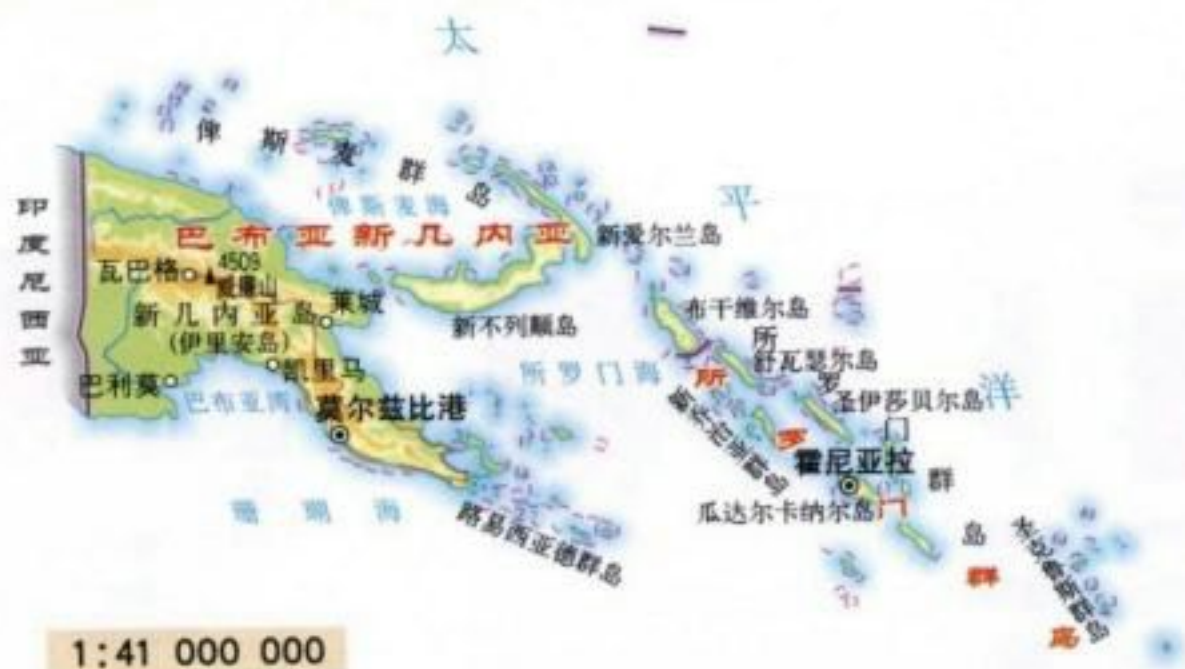 太
平
洋
俾斯麦群岛
俾斯麦海
巴布亚新几内亚
新爱尔兰岛
印度尼西亚
瓦巴格
4509
威廉山
新几内亚岛
(伊里安岛)
莱城
新不列颠岛
布干维尔岛
所罗门海
舒瓦瑟尔岛
凯里马
巴利莫
巴布亚湾
莫尔兹比港
圣伊莎贝尔岛
所罗门群岛
所罗门群岛
霍尼亚拉
瓜达尔卡纳尔岛
珊瑚海
路易西亚德群岛
1:41 000 000